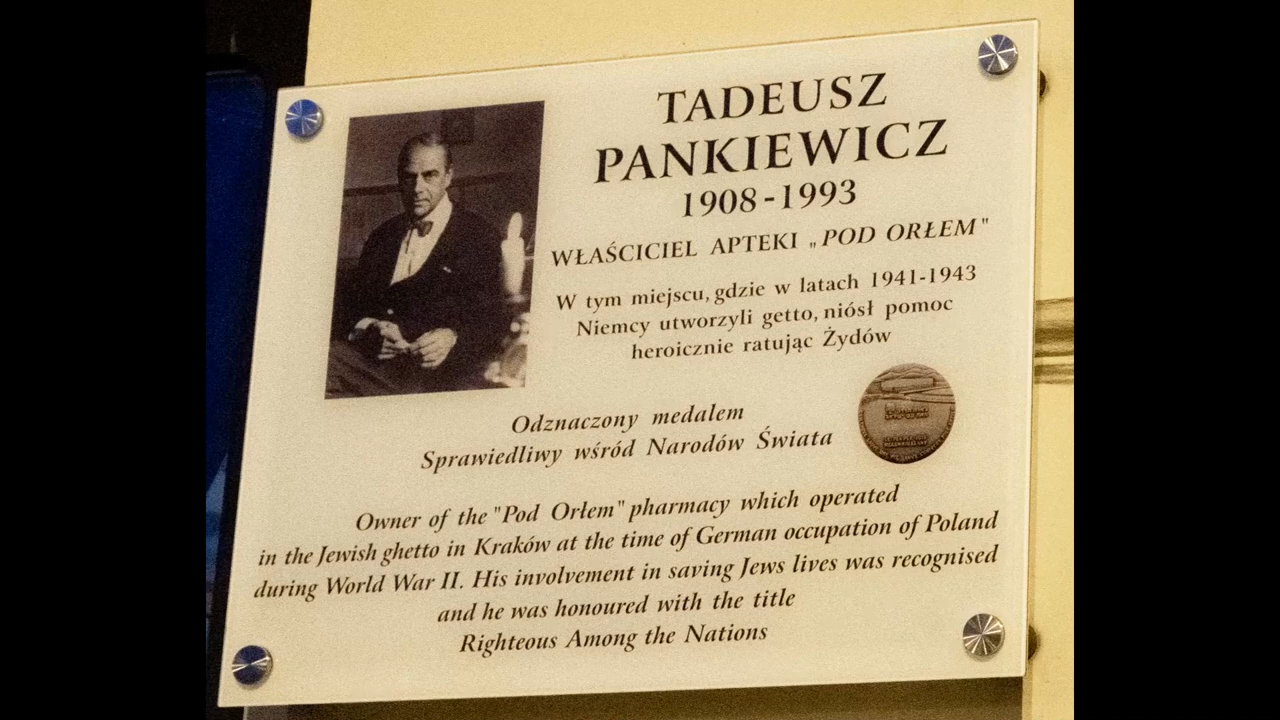 TADEUSZ
PANKIEWICZ
1908-1993
WŁAŚCICIEL APTEKI „POD ORŁEM"
W tym miejscu, gdzie w latach 1941-1943
Niemcy utworzyli getto, niósł pomoc
heroicznie ratując Żydów
Odznaczony medalem
Sprawiedliwy wśród Narodów Świata
Owner of the "Pod Orłem" pharmacy which operated
in the Jewish ghetto in Kraków at the time of German occupation of Poland
during World War II. His involvement in saving Jews lives was recognised
and he was honoured with the title
Righteous Among the Nations